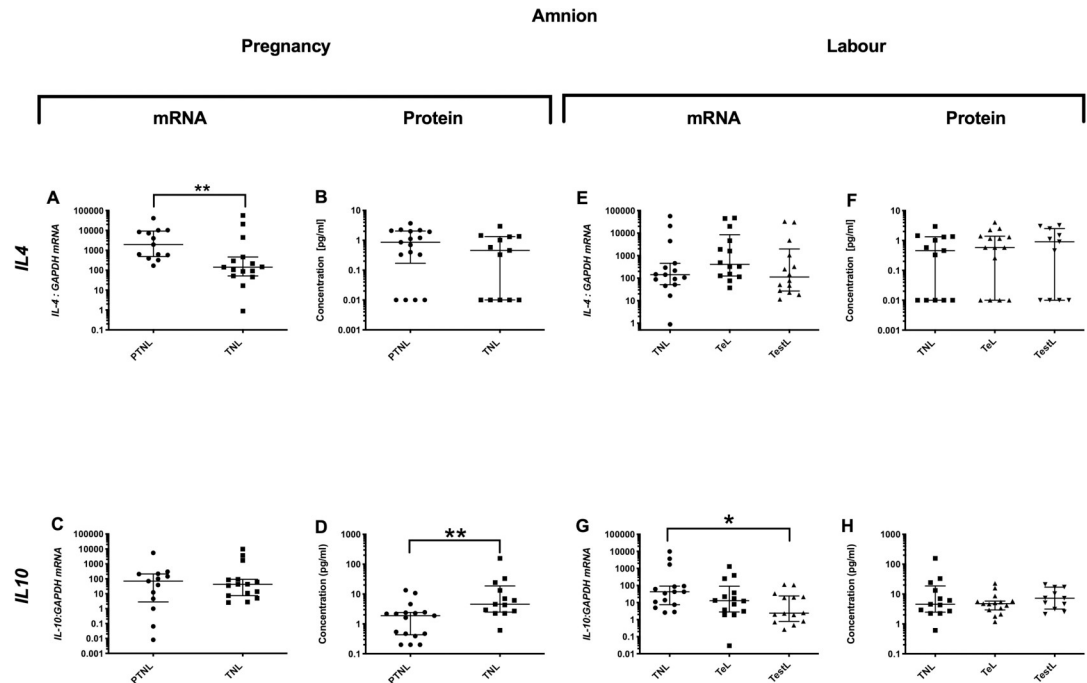 Amnion
Pregnancy
Labour
mRNA
Protein
mRNA
Protein
IL4
A
**
IL-4 : GAPDH mRNA
100000
10000
1000
100
10
1
0.1
PTNL
TNL
B
Concentration [pg/ml]
10
1
0.1
0.01
0.001
PTNL
TNL
E
IL-4 : GAPDH mRNA
100000
10000
1000
100
10
1
TNL
TeL
TestL
F
Concentration [pg/ml]
10
1
0.1
0.01
0.001
TNL
TeL
TestL
IL10
C
IL-10:GAPDH mRNA
100000
10000
1000
100
10
1
0.1
0.01
0.001
PTNL
TNL
D
**
Concentration (pg/ml)
1000
100
10
1
0.1
PTNL
TNL
G
*
IL-10:GAPDH mRNA
100000
10000
1000
100
10
1
0.1
0.01
TNL
TeL
TestL
H
Concentration (pg/ml)
1000
100
10
1
0.1
TNL
TeL
TestL